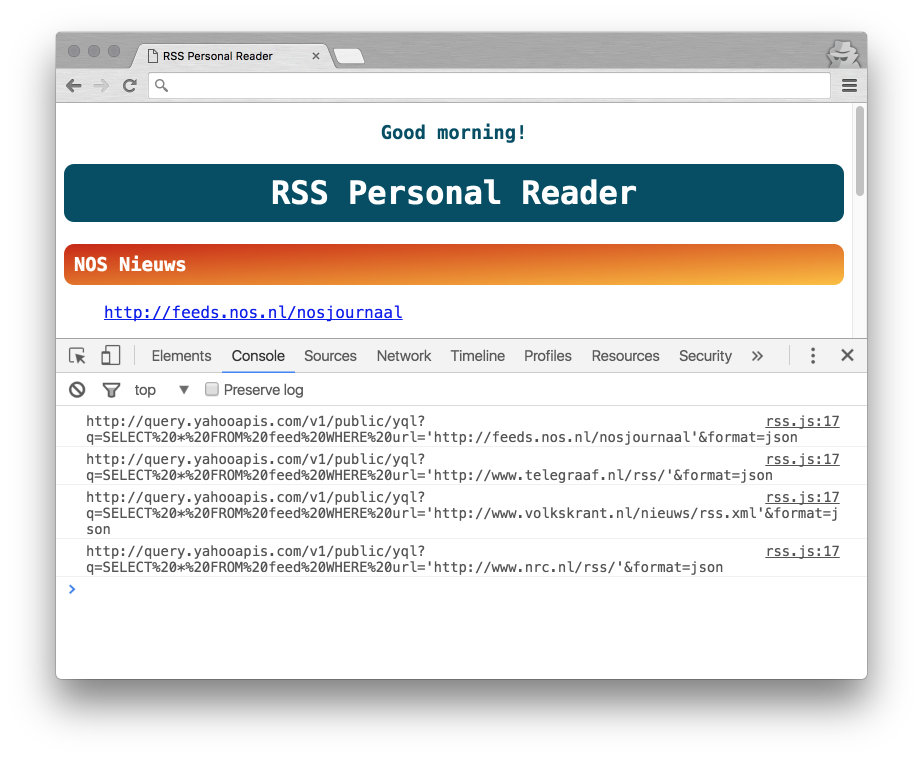 RSS Personal Reader
Good morning!
RSS Personal Reader
NOS Nieuws
http://feeds.nos.nl/nosjournaal
Elements Console Sources Network Timeline Profiles Resources Security »
top Preserve log
http://query.yahooapis.com/v1/public/yql? rss.js:17
q=SELECT%20*%20FROM%20feed%20WHERE%20url='http://feeds.nos.nl/nosjournaal'&format=json
http://query.yahooapis.com/v1/public/yql? rss.js:17
q=SELECT%20*%20FROM%20feed%20WHERE%20url='http://www.telegraaf.nl/rss/'&format=json
http://query.yahooapis.com/v1/public/yql? rss.js:17
q=SELECT%20*%20FROM%20feed%20WHERE%20url='http://www.volkskrant.nl/nieuws/rss.xml'&format=j
son
http://query.yahooapis.com/v1/public/yql? rss.js:17
q=SELECT%20*%20FROM%20feed%20WHERE%20url='http://www.nrc.nl/rss/'&format=json